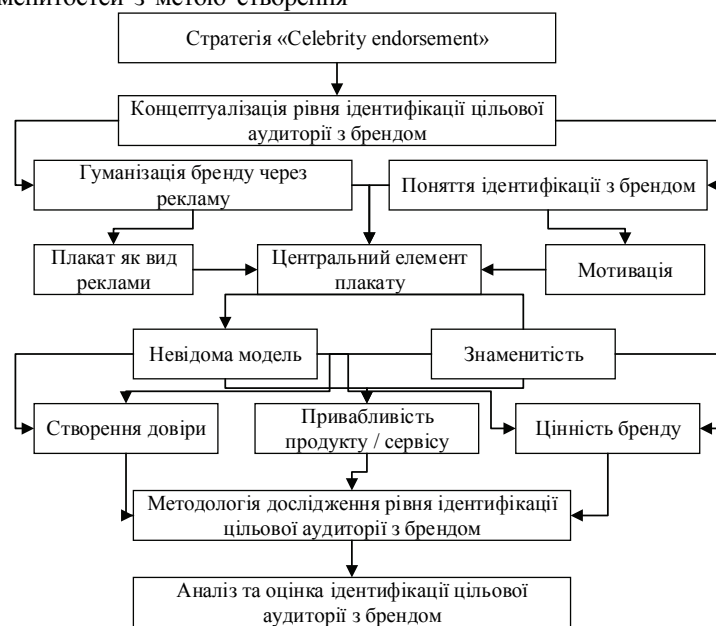 менитостей з метою створення
Стратегія «Celebrity endorsement»
Концептуалізація рівня ідентифікації цільової
аудиторії з брендом
Гуманізація бренду через
рекламу
Поняття ідентифікації з брендом
Плакат як вид
реклами
Центральний елемент
плакату
Мотивація
Невідома модель
Знаменитість
Створення довіри
Привабливість
продукту / сервісу
Цінність бренду
Методологія дослідження рівня ідентифікації
цільової аудиторії з брендом
Аналіз та оцінка ідентифікації цільової
аудиторії з брендом